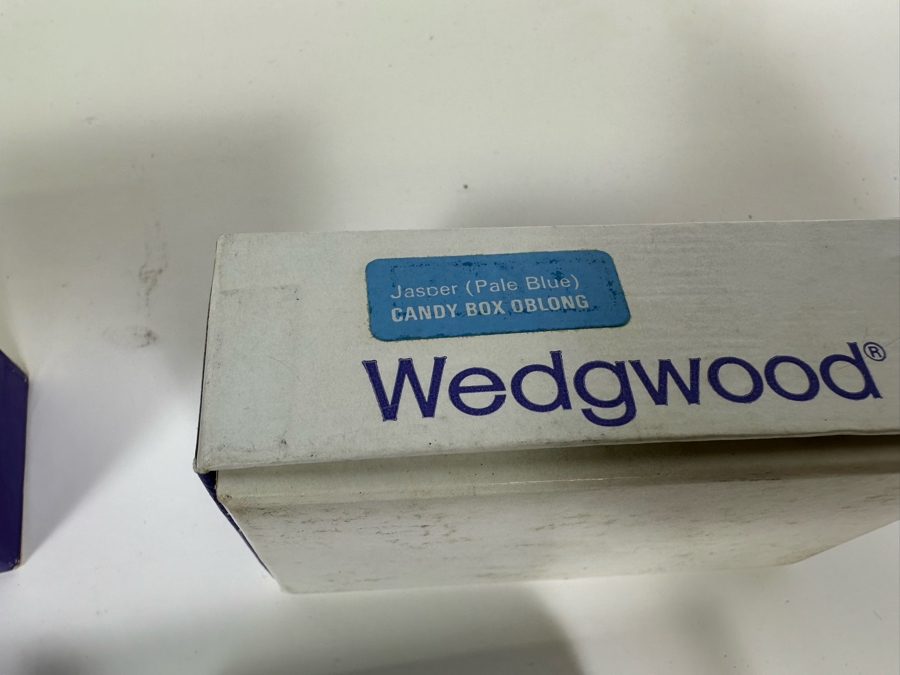 Jasper (Pale Blue)
CANDY BOX OBLONG
Wedgwood®